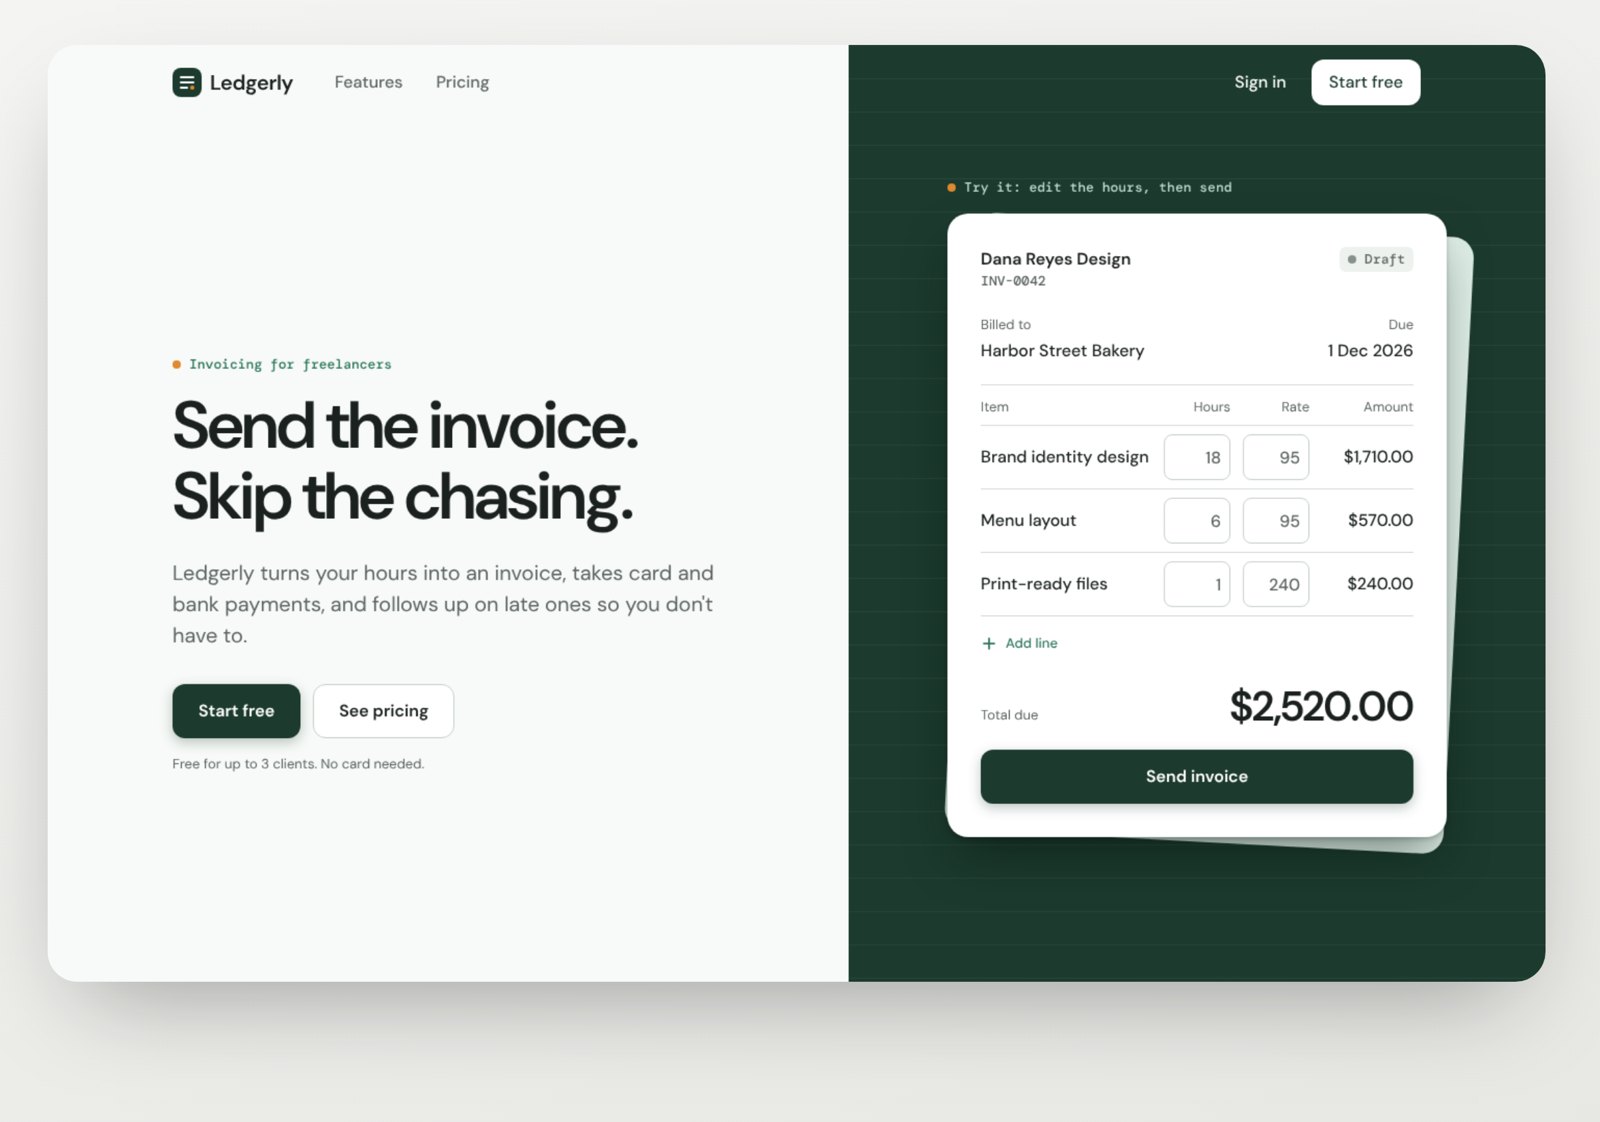 Ledgerly
Features
Pricing
Sign in
Start free
Invoicing for freelancers
Send the invoice.
Skip the chasing.
Ledgerly turns your hours into an invoice, takes card and
bank payments, and follows up on late ones so you don't
have to.
Start free
See pricing
Free for up to 3 clients. No card needed.
Try it: edit the hours, then send
Dana Reyes Design
Draft
INV-0042
Billed to
Due
Harbor Street Bakery
1 Dec 2026
Item Hours Rate Amount
Brand identity design 18 95 $1,710.00
Menu layout 6 95 $570.00
Print-ready files 1 240 $240.00
+ Add line
Total due $2,520.00
Send invoice